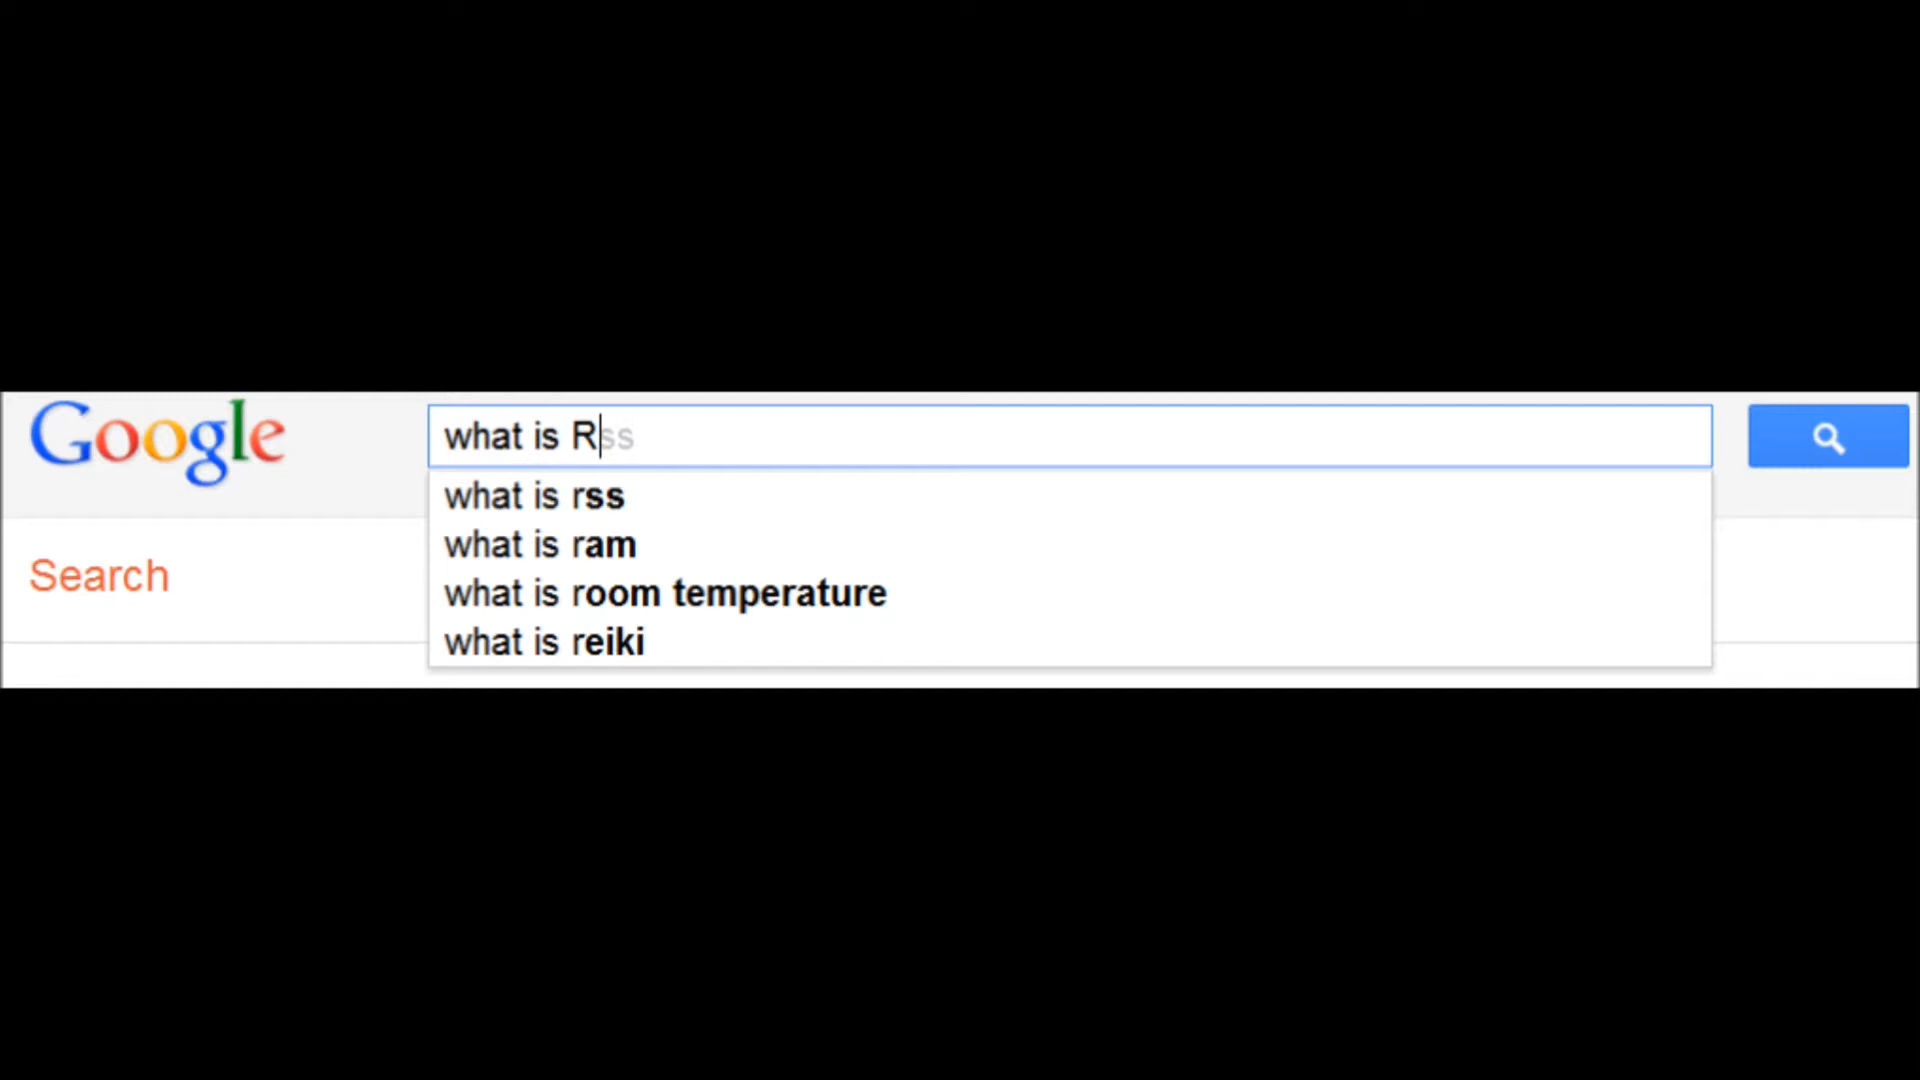 Google
what is Rss
what is rss
what is ram
Search
what is room temperature
what is reiki